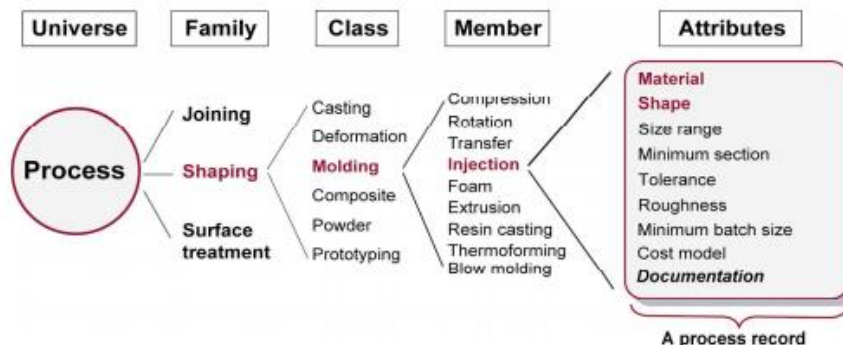 Universe
Family
Class
Member
Attributes
Process
Joining
Shaping
Surface
treatment
Casting
Deformation
Molding
Composite
Powder
Prototyping
Compression
Rotation
Transfer
Injection
Foam
Extrusion
Resin casting
Thermoforming
Blow molding
Material
Shape
Size range
Minimum section
Tolerance
Roughness
Minimum batch size
Cost model
Documentation
A process record